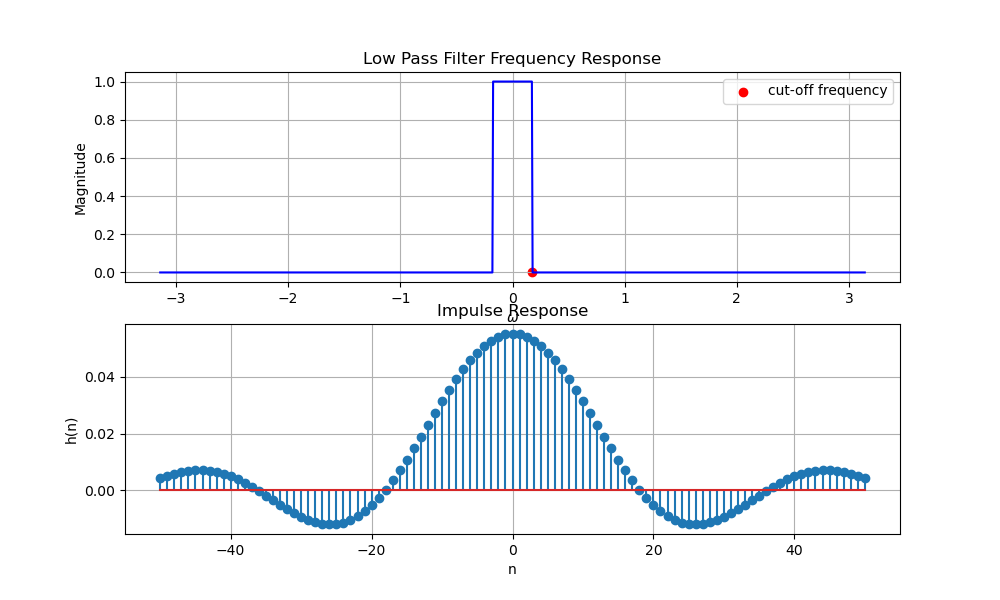 Low Pass Filter Frequency Response
cut-off frequency
Magnitude
1.0
0.8
0.6
0.4
0.2
0.0
−3 −2 −1 0 1 2 3
ω
Impulse Response
h(n)
0.04
0.02
0.00
−40 −20 0 20 40
n